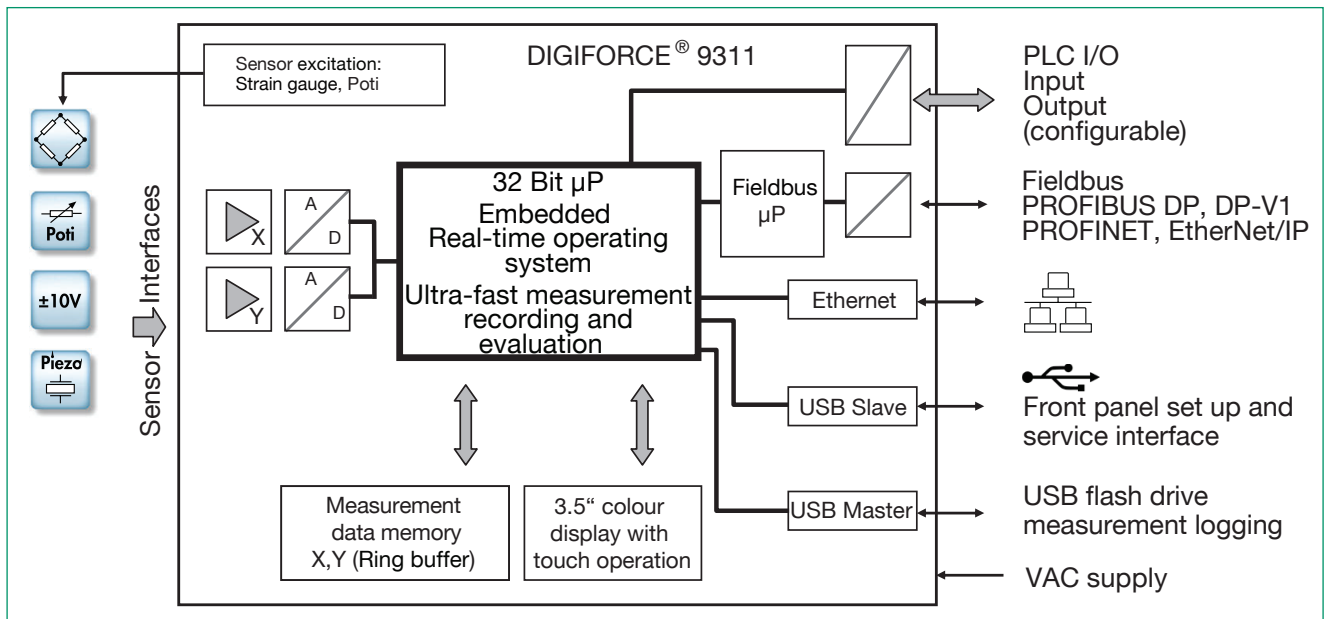 DIGIFORCE® 9311
Sensor excitation:
Strain gauge, Poti
Poti
±10V
Piezo
Sensor Interfaces
X
A
D
Y
A
D
32 Bit µP
Embedded
Real-time operating
system
Ultra-fast measurement
recording and
evaluation
Fieldbus
µP
Ethernet
USB Slave
USB Master
Measurement
data memory
X,Y (Ring buffer)
3.5“ colour
display with
touch operation
PLC I/O
Input
Output
(configurable)
Fieldbus
PROFIBUS DP, DP-V1
PROFINET, EtherNet/IP
Front panel set up and
service interface
USB flash drive
measurement logging
VAC supply